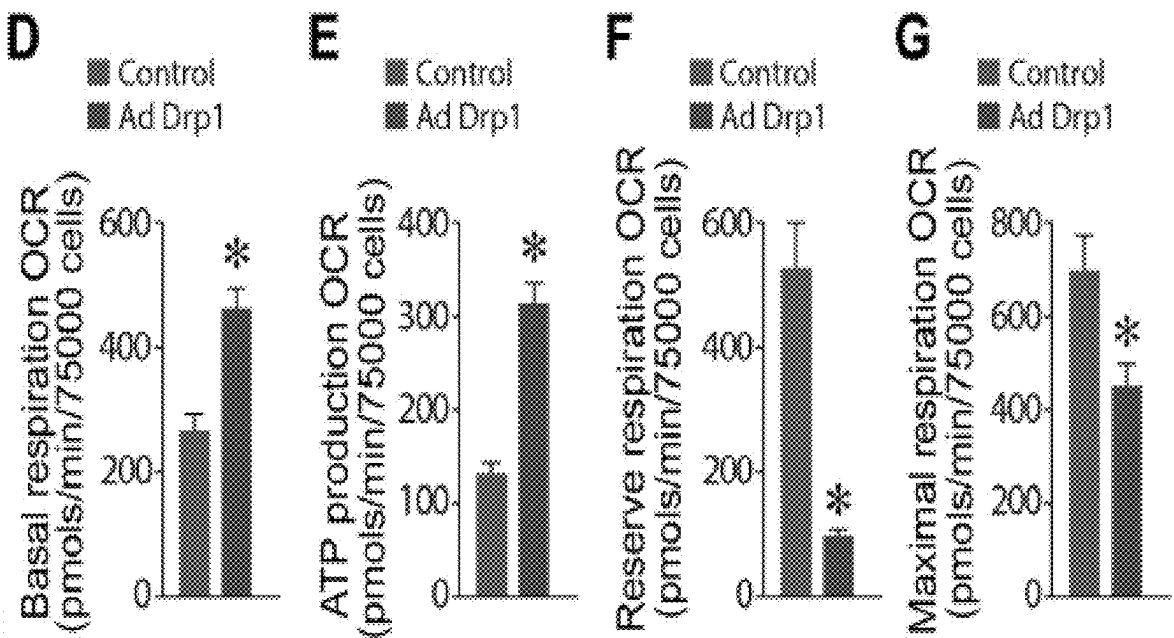 D
Control
Ad Drp1
Basal respiration OCR
(pmols/min/75000 cells)
600
400
200
0
*
E
Control
Ad Drp1
ATP production OCR
(pmols/min/75000 cells)
400
300
200
100
0
*
F
Control
Ad Drp1
Reserve respiration OCR
(pmols/min/75000 cells)
600
400
200
0
*
G
Control
Ad Drp1
Maximal respiration OCR
(pmols/min/75000 cells)
800
600
400
200
0
*